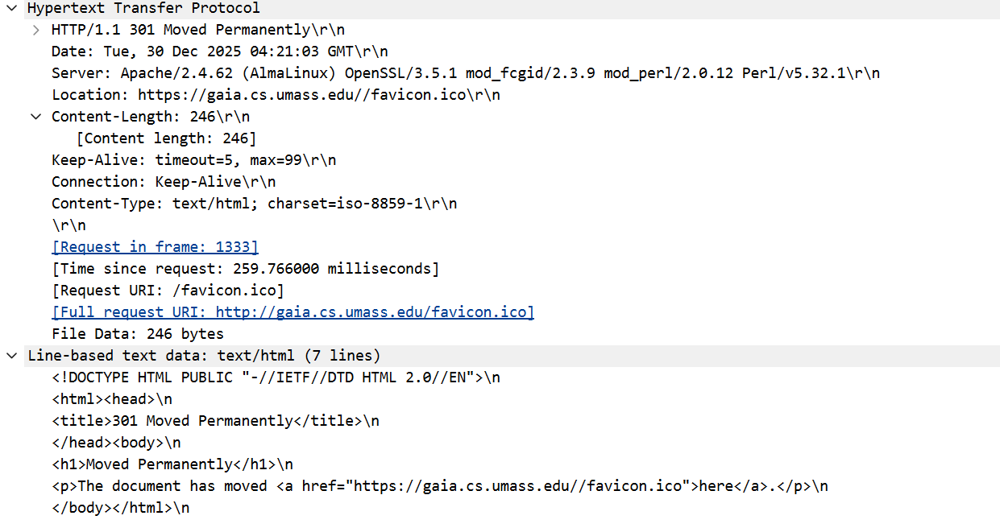 Hypertext Transfer Protocol
HTTP/1.1 301 Moved Permanently\r\n
Date: Tue, 30 Dec 2025 04:21:03 GMT\r\n
Server: Apache/2.4.62 (AlmaLinux) OpenSSL/3.5.1 mod_fcgid/2.3.9 mod_perl/2.0.12 Perl/v5.32.1\r\n
Location: https://gaia.cs.umass.edu//favicon.ico\r\n
Content-Length: 246\r\n
[Content length: 246]
Keep-Alive: timeout=5, max=99\r\n
Connection: Keep-Alive\r\n
Content-Type: text/html; charset=iso-8859-1\r\n
\r\n
[Request in frame: 1333]
[Time since request: 259.766000 milliseconds]
[Request URI: /favicon.ico]
[Full request URI: http://gaia.cs.umass.edu/favicon.ico]
File Data: 246 bytes
Line-based text data: text/html (7 lines)
<!DOCTYPE HTML PUBLIC "-//IETF//DTD HTML 2.0//EN">\n
<html><head>\n
<title>301 Moved Permanently</title>\n
</head><body>\n
<h1>Moved Permanently</h1>\n
<p>The document has moved <a href="https://gaia.cs.umass.edu//favicon.ico">here</a>.</p>\n
</body></html>\n